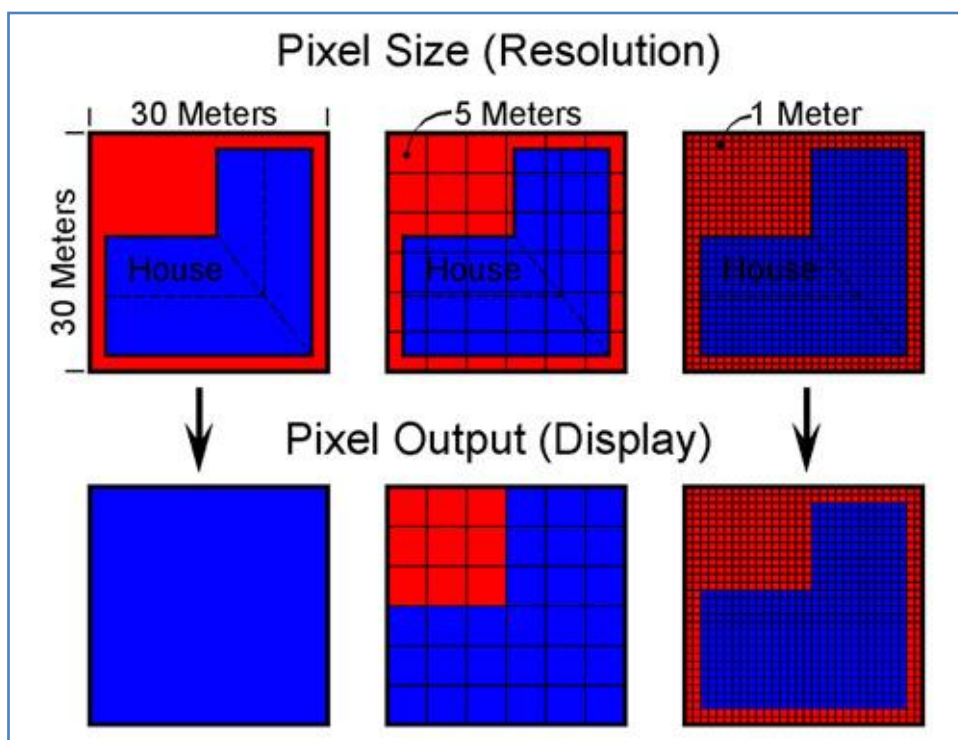 Pixel Size (Resolution)
30 Meters
5 Meters
1 Meter
30 Meters
House
House
House
Pixel Output (Display)